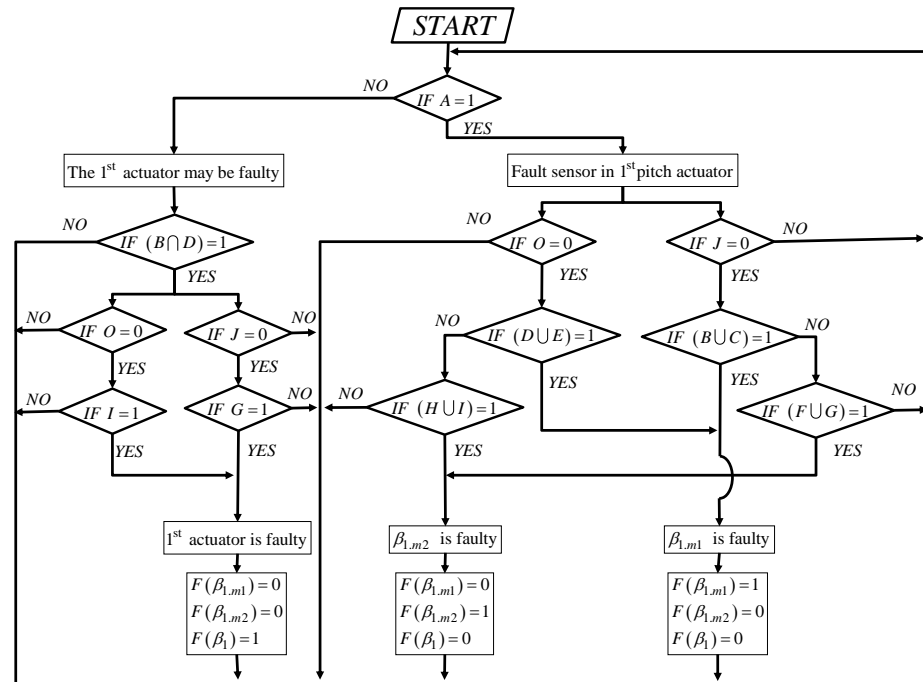 START
NO
IF A = 1
YES
The 1st actuator may be faulty
Fault sensor in 1st pitch actuator
NO
IF (B ⋂ D) = 1
YES
NO
IF O = 0
YES
IF J = 0
NO
YES
NO
IF O = 0
YES
IF J = 0
NO
YES
NO
IF (D ⋃ E) = 1
YES
IF (B ⋃ C) = 1
NO
YES
NO
IF I = 1
YES
IF G = 1
NO
YES
NO
IF (H ⋃ I) = 1
YES
IF (F ⋃ G) = 1
NO
YES
1st actuator is faulty
β1.m2 is faulty
β1.m1 is faulty
F(β1.m1) = 0
F(β1.m2) = 0
F(β1) = 1
F(β1.m1) = 0
F(β1.m2) = 1
F(β1) = 0
F(β1.m1) = 1
F(β1.m2) = 0
F(β1) = 0